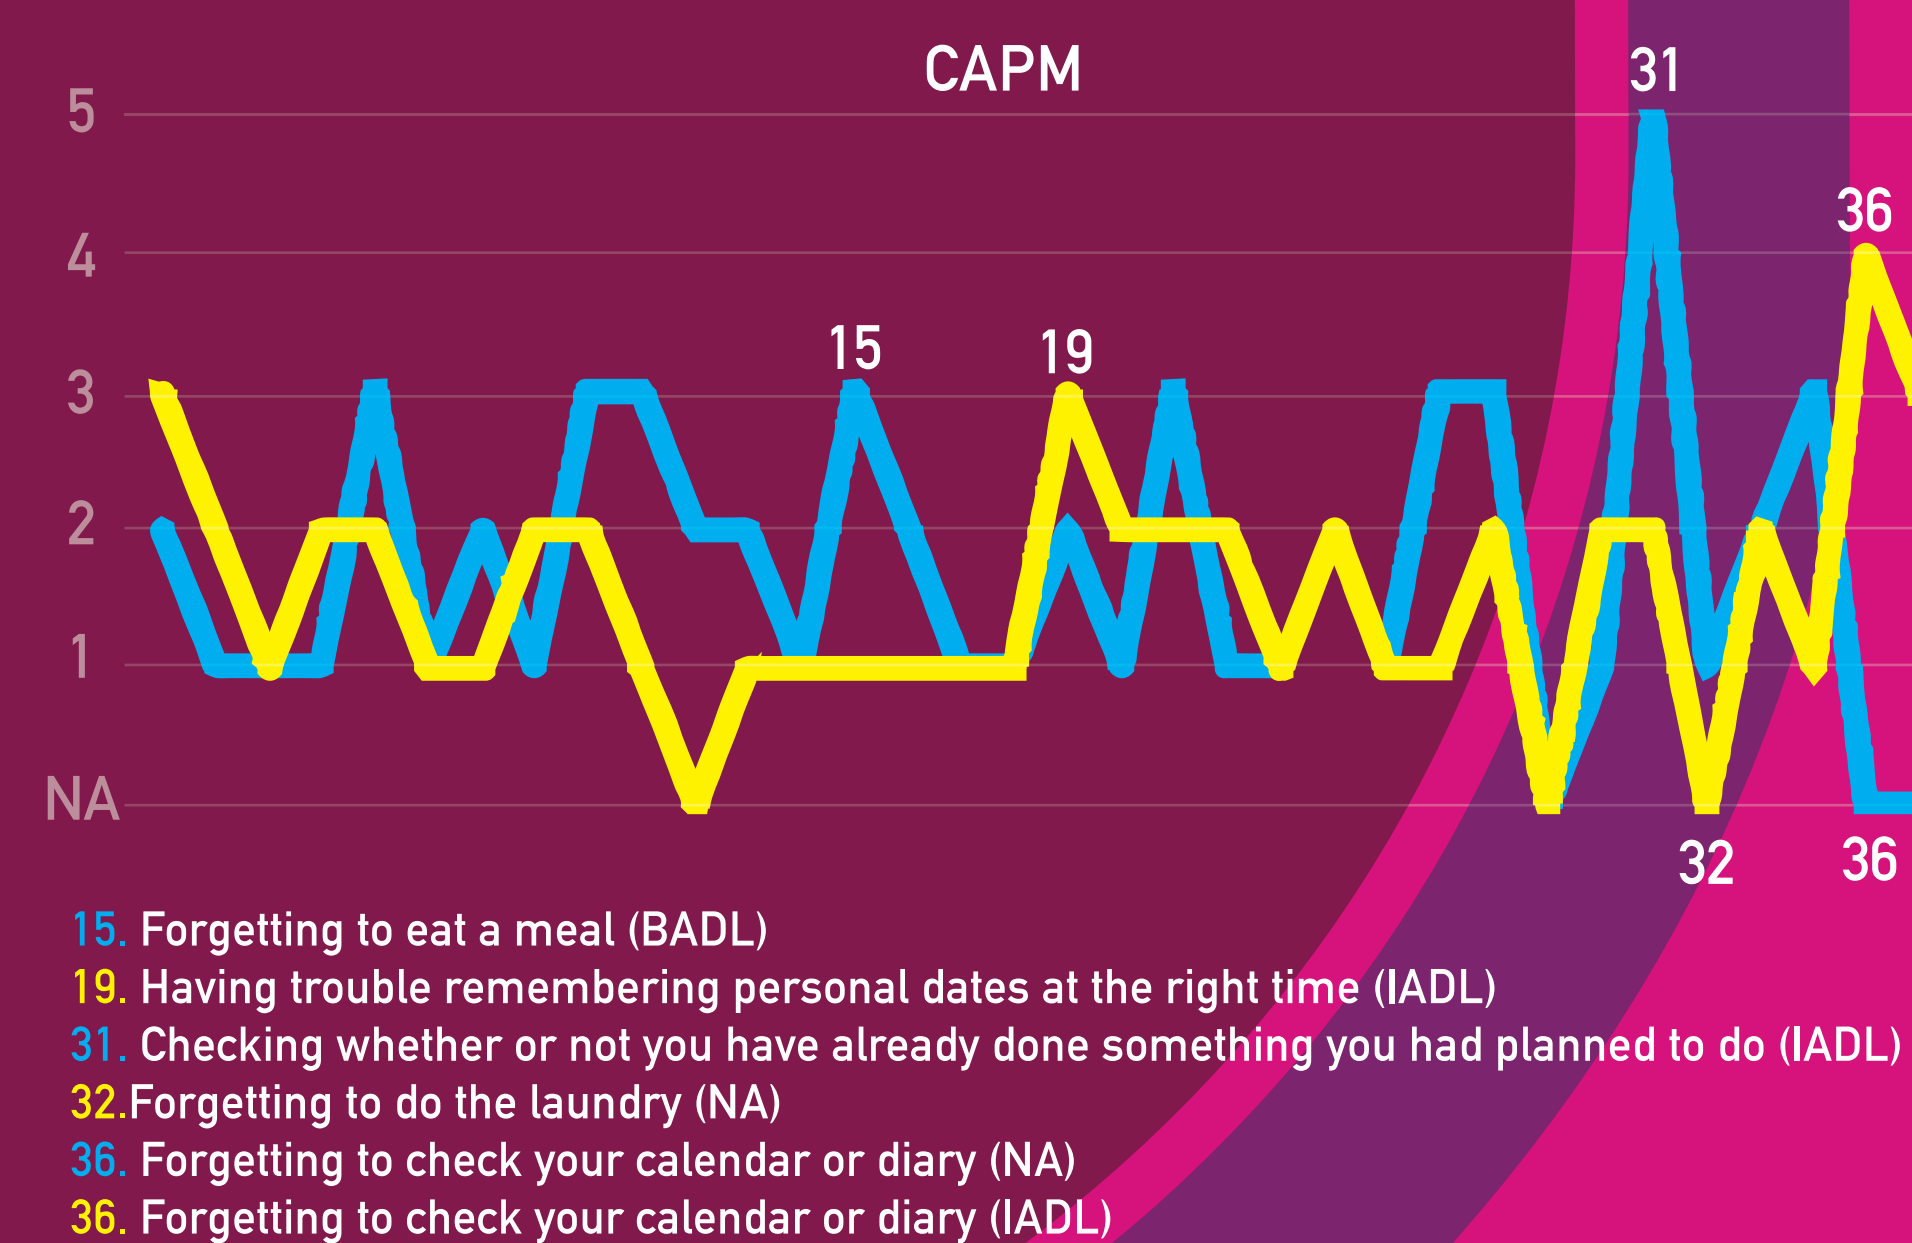 CAPM
31
5
36
4
15
19
3
2
1
NA
32
36
15. Forgetting to eat a meal (BADL)
19. Having trouble remembering personal dates at the right time (IADL)
31. Checking whether or not you have already done something you had planned to do (IADL)
32.Forgetting to do the laundry (NA)
36. Forgetting to check your calendar or diary (NA)
36. Forgetting to check your calendar or diary (IADL)